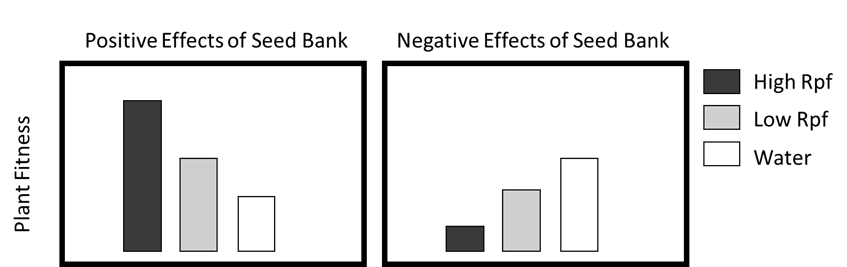 Positive Effects of Seed Bank
Negative Effects of Seed Bank
Plant Fitness
High Rpf
Low Rpf
Water